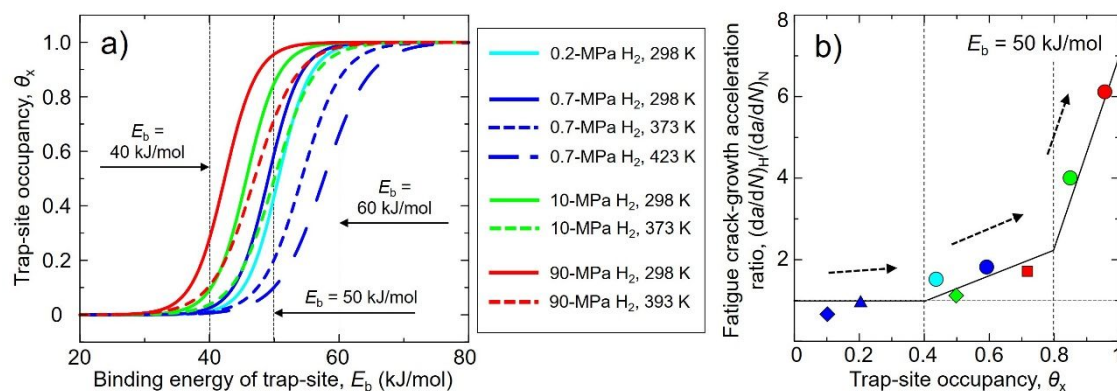 a)
1.0
0.8
0.6
0.4
0.2
0
20
40
60
80
Trap-site occupancy, θx
Binding energy of trap-site, Eb (kJ/mol)
Eb =
40 kJ/mol
Eb =
60 kJ/mol
Eb = 50 kJ/mol
0.2-MPa H2, 298 K
0.7-MPa H2, 298 K
0.7-MPa H2, 373 K
0.7-MPa H2, 423 K
10-MPa H2, 298 K
10-MPa H2, 373 K
90-MPa H2, 298 K
90-MPa H2, 393 K
b)
Eb = 50 kJ/mol
Fatigue crack-growth acceleration
ratio, (da/dN)H/(da/dN)N
8
6
4
2
0
0
0.2
0.4
0.6
0.8
1
Trap-site occupancy, θx